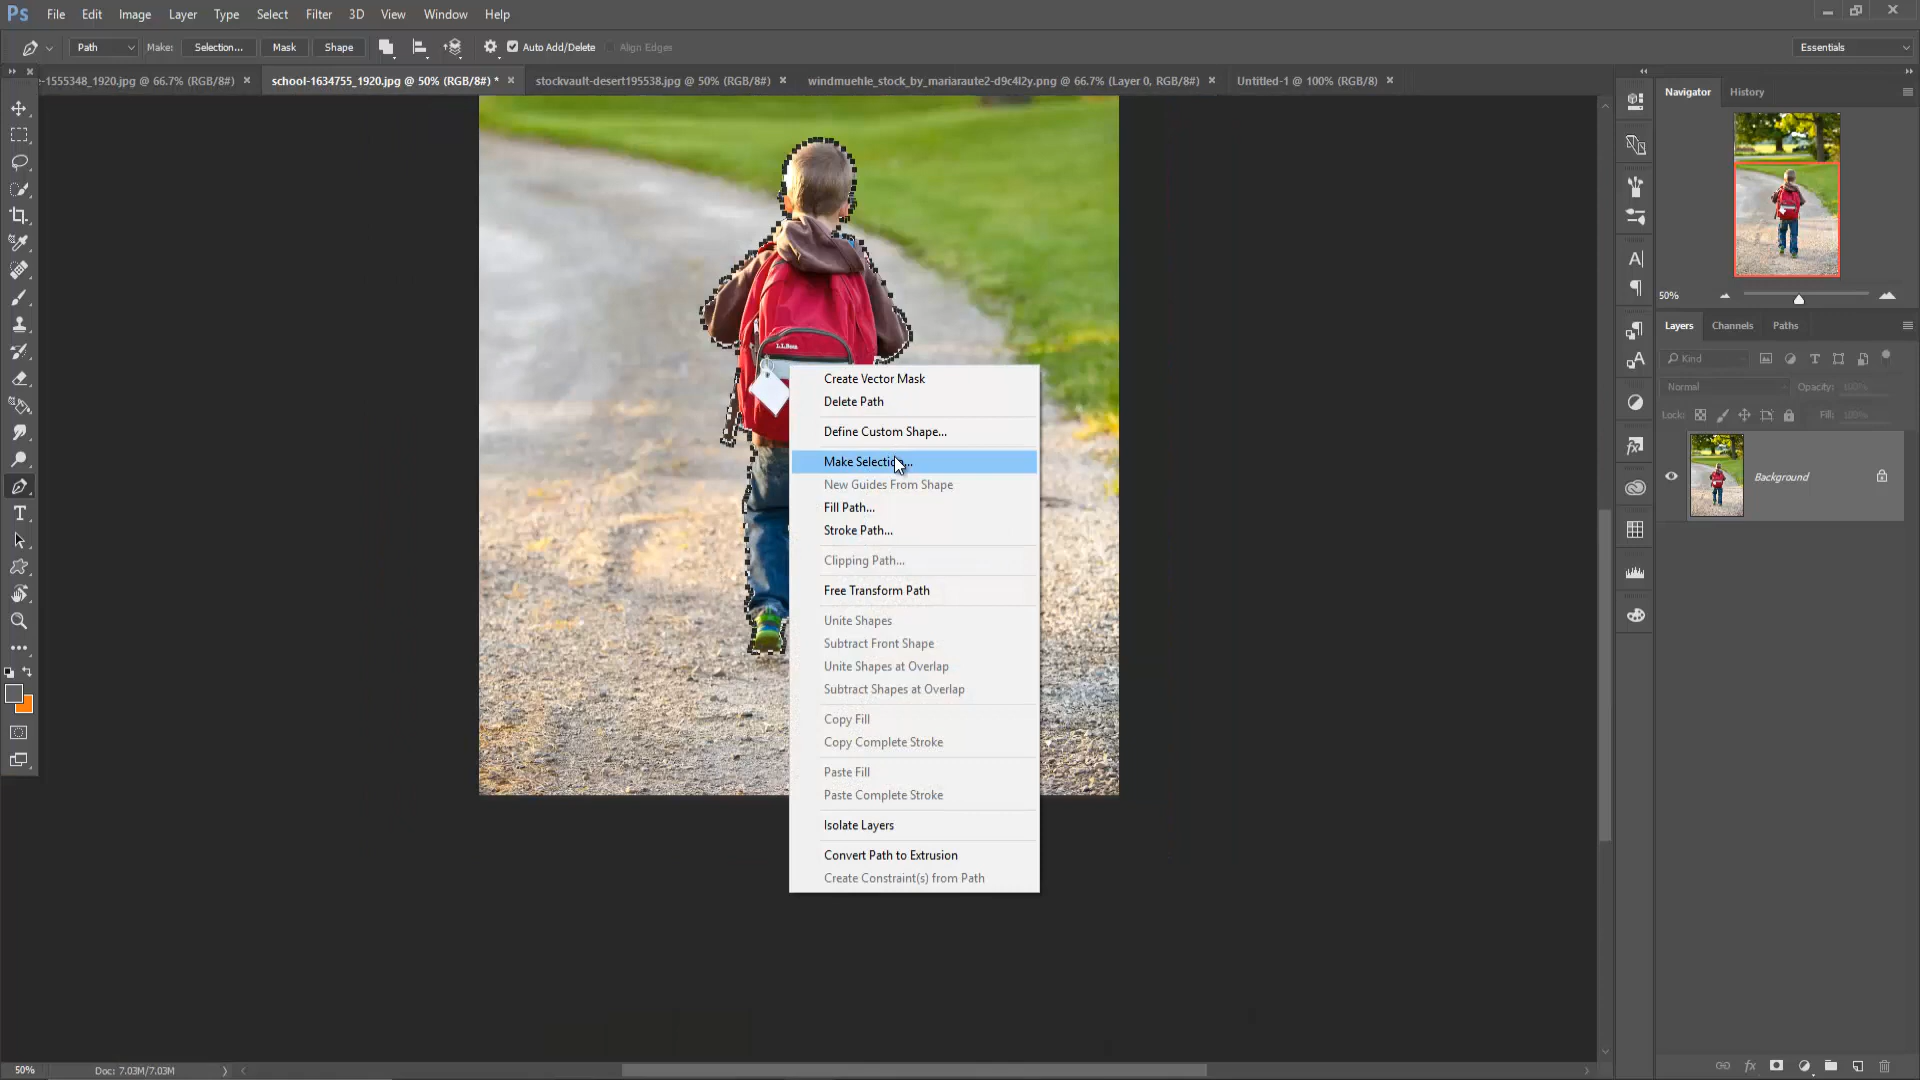 Ps File Edit Image Layer Type Select Filter 3D View Window Help
Path Make: Selection... Mask Shape Auto Add/Delete Align Edges Essentials
e-1555348_1920.jpg @ 66.7% (RGB/8#) × school-1634755_1920.jpg @ 50% (RGB/8#) * × stockvault-desert195538.jpg @ 50% (RGB/8#) × windmuehle_stock_by_mariaraute2-d9c4l2y.png @ 66.7% (Layer 0, RGB/8#) × Untitled-1 @ 100% (RGB/8) ×
Navigator History
50%
Layers Channels Paths
Kind
Normal Opacity: 100%
Lock: Fill: 100%
Background
L.L.Bean
Create Vector Mask
Delete Path
Define Custom Shape...
Make Selection...
New Guides From Shape
Fill Path...
Stroke Path...
Clipping Path...
Free Transform Path
Unite Shapes
Subtract Front Shape
Unite Shapes at Overlap
Subtract Shapes at Overlap
Copy Fill
Copy Complete Stroke
Paste Fill
Paste Complete Stroke
Isolate Layers
Convert Path to Extrusion
Create Constraint(s) from Path
50% Doc: 7.03M/7.03M